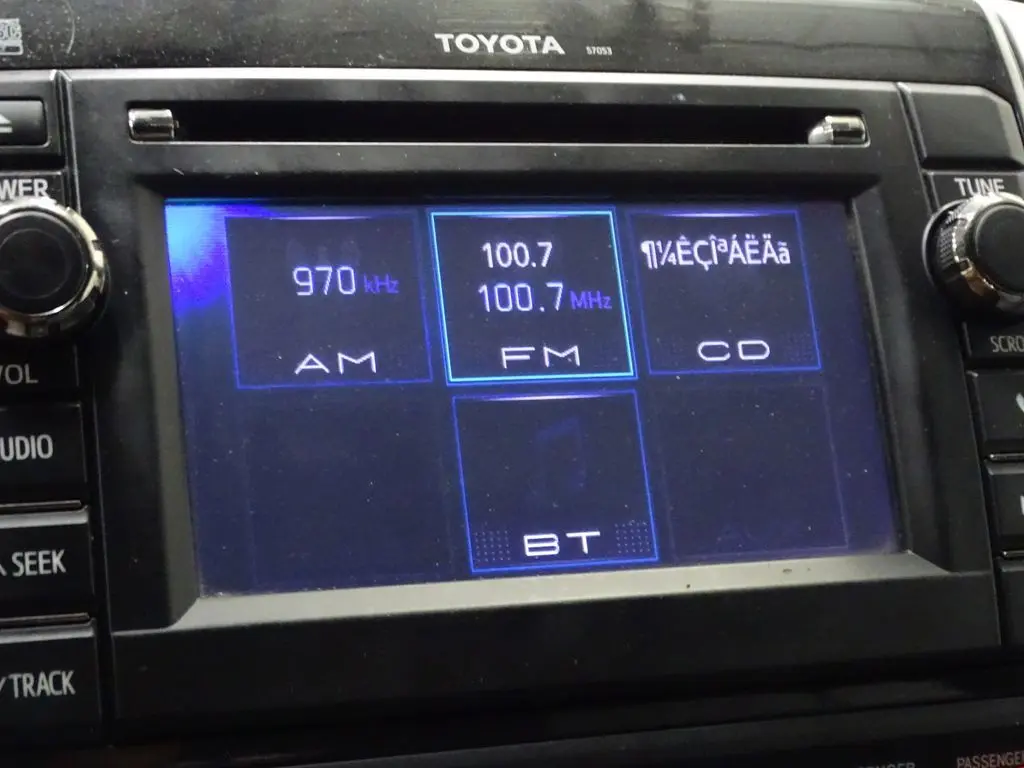 TOYOTA 57053
WER
TUNE
970 kHz
AM
100.7
100.7 MHz
FM
¶¼ÊÇÎªÁËÄã
CD
VOL
SCRO
UDIO
SEEK
BT
TRACK
PASSENGE